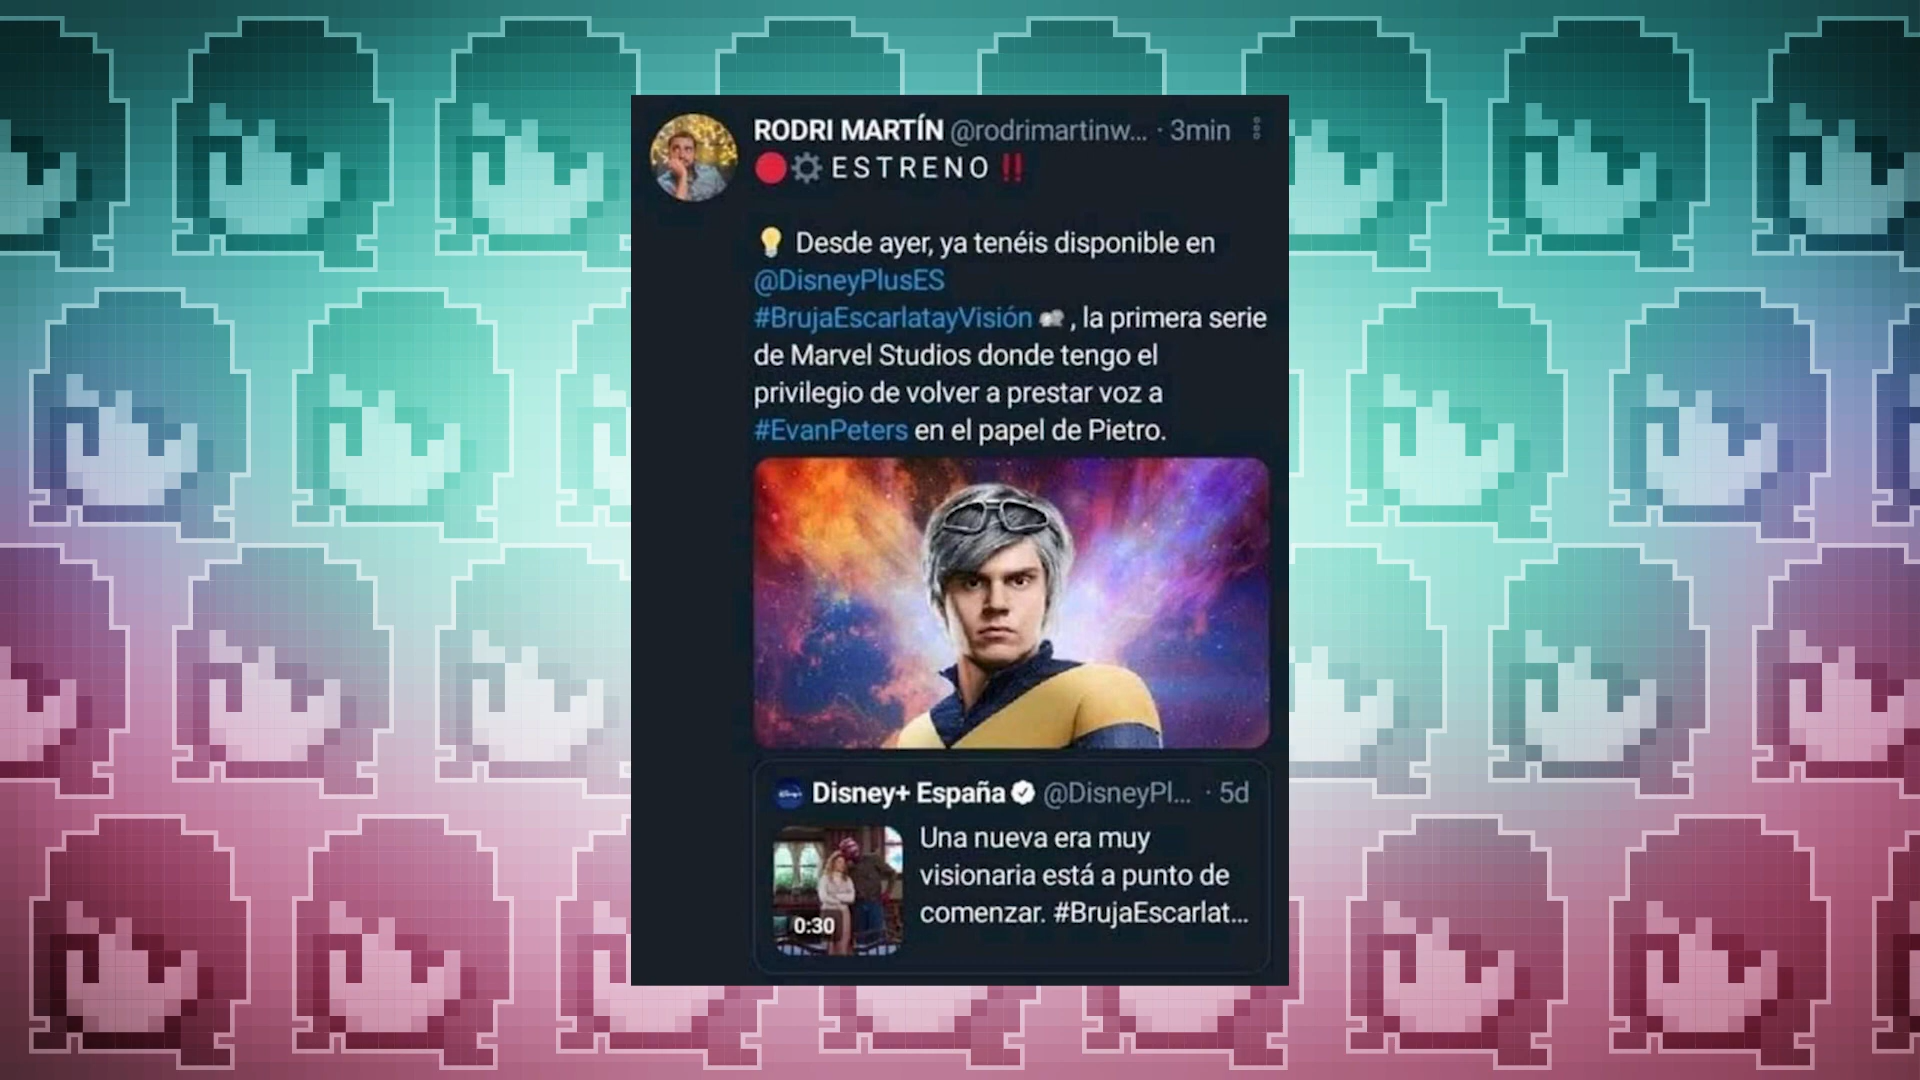 RODRI MARTÍN @rodrimartinw... · 3min
🔴⚙️ E S T R E N O ‼️
💡 Desde ayer, ya tenéis disponible en
@DisneyPlusES
#BrujaEscarlatayVisión , la primera serie
de Marvel Studios donde tengo el
privilegio de volver a prestar voz a
#EvanPeters en el papel de Pietro.
Disney+ España @DisneyPl... · 5d
Una nueva era muy
visionaria está a punto de
comenzar. #BrujaEscarlat...
0:30